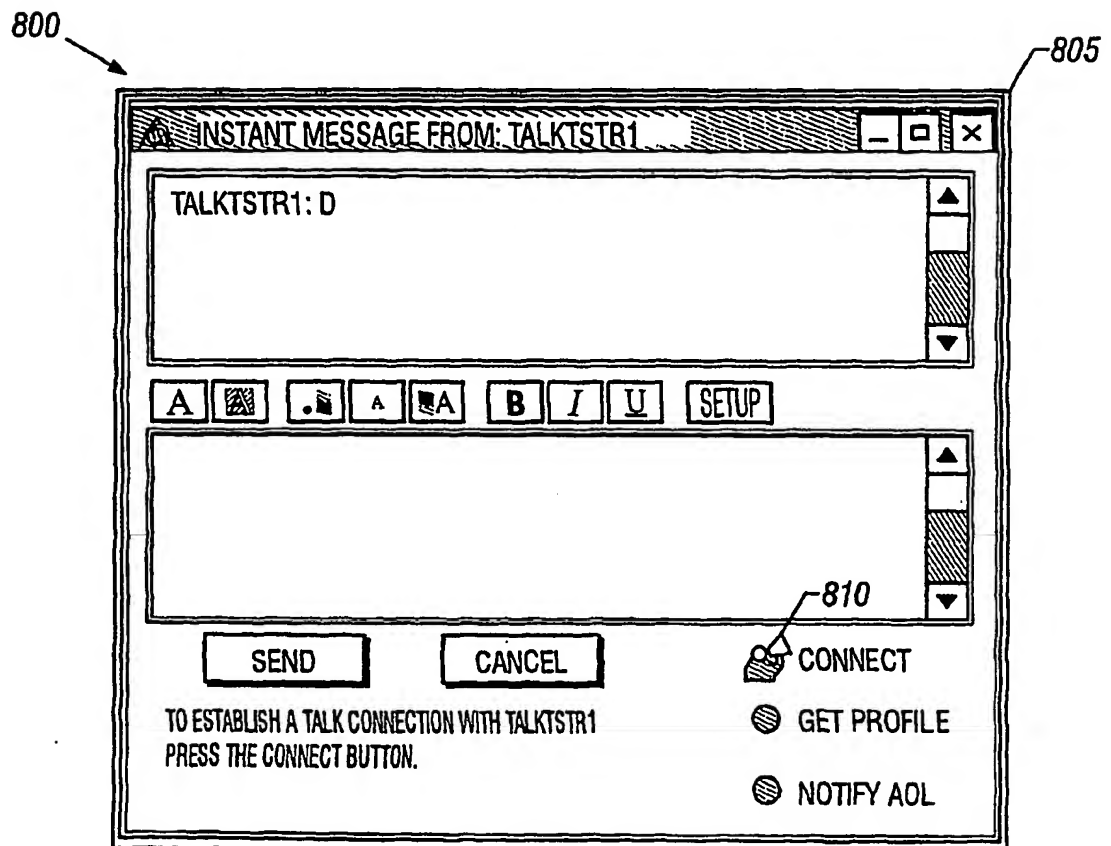 800
805
INSTANT MESSAGE FROM: TALKTSTR1
TALKTSTR1: D
A A A A B I U SETUP
810
SEND CANCEL CONNECT
TO ESTABLISH A TALK CONNECTION WITH TALKTSTR1
PRESS THE CONNECT BUTTON.
GET PROFILE
NOTIFY AOL